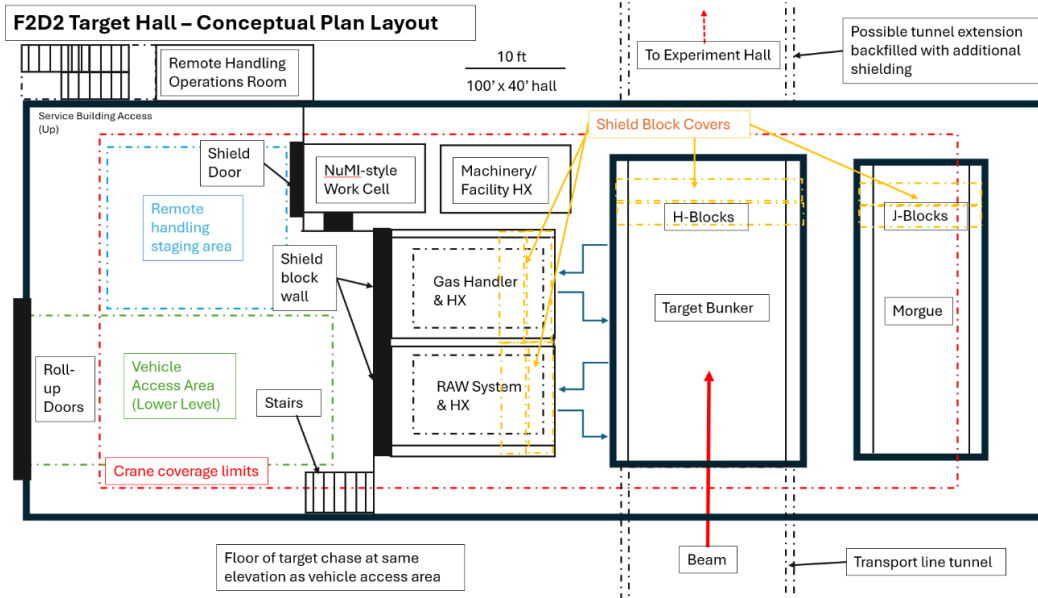 F2D2 Target Hall – Conceptual Plan Layout
Remote Handling
Operations Room
10 ft
100' x 40' hall
To Experiment Hall
Possible tunnel extension
backfilled with additional
shielding
Service Building Access
(Up)
Shield Block Covers
Shield
Door
NuMI-style
Work Cell
Machinery/
Facility HX
Remote
handling
staging area
H-Blocks
J-Blocks
Shield
block
wall
Gas Handler
& HX
Target Bunker
Morgue
Roll-
up
Doors
Vehicle
Access Area
(Lower Level)
Stairs
RAW System
& HX
Crane coverage limits
Floor of target chase at same
elevation as vehicle access area
Beam
Transport line tunnel